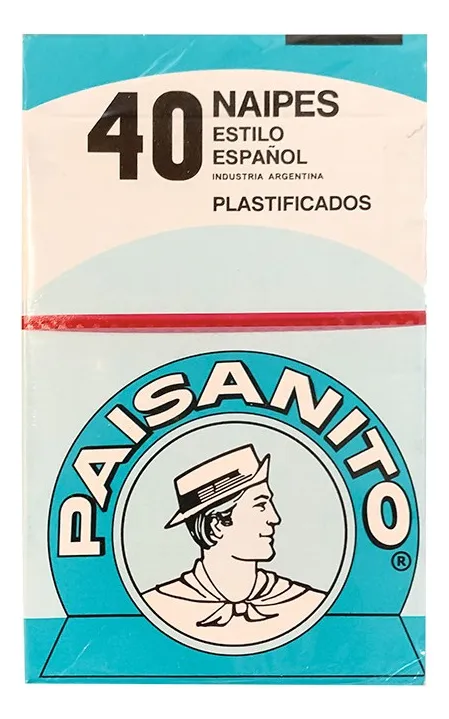 40 NAIPES
ESTILO
ESPAÑOL
INDUSTRIA ARGENTINA
PLASTIFICADOS
PAISANITO
®